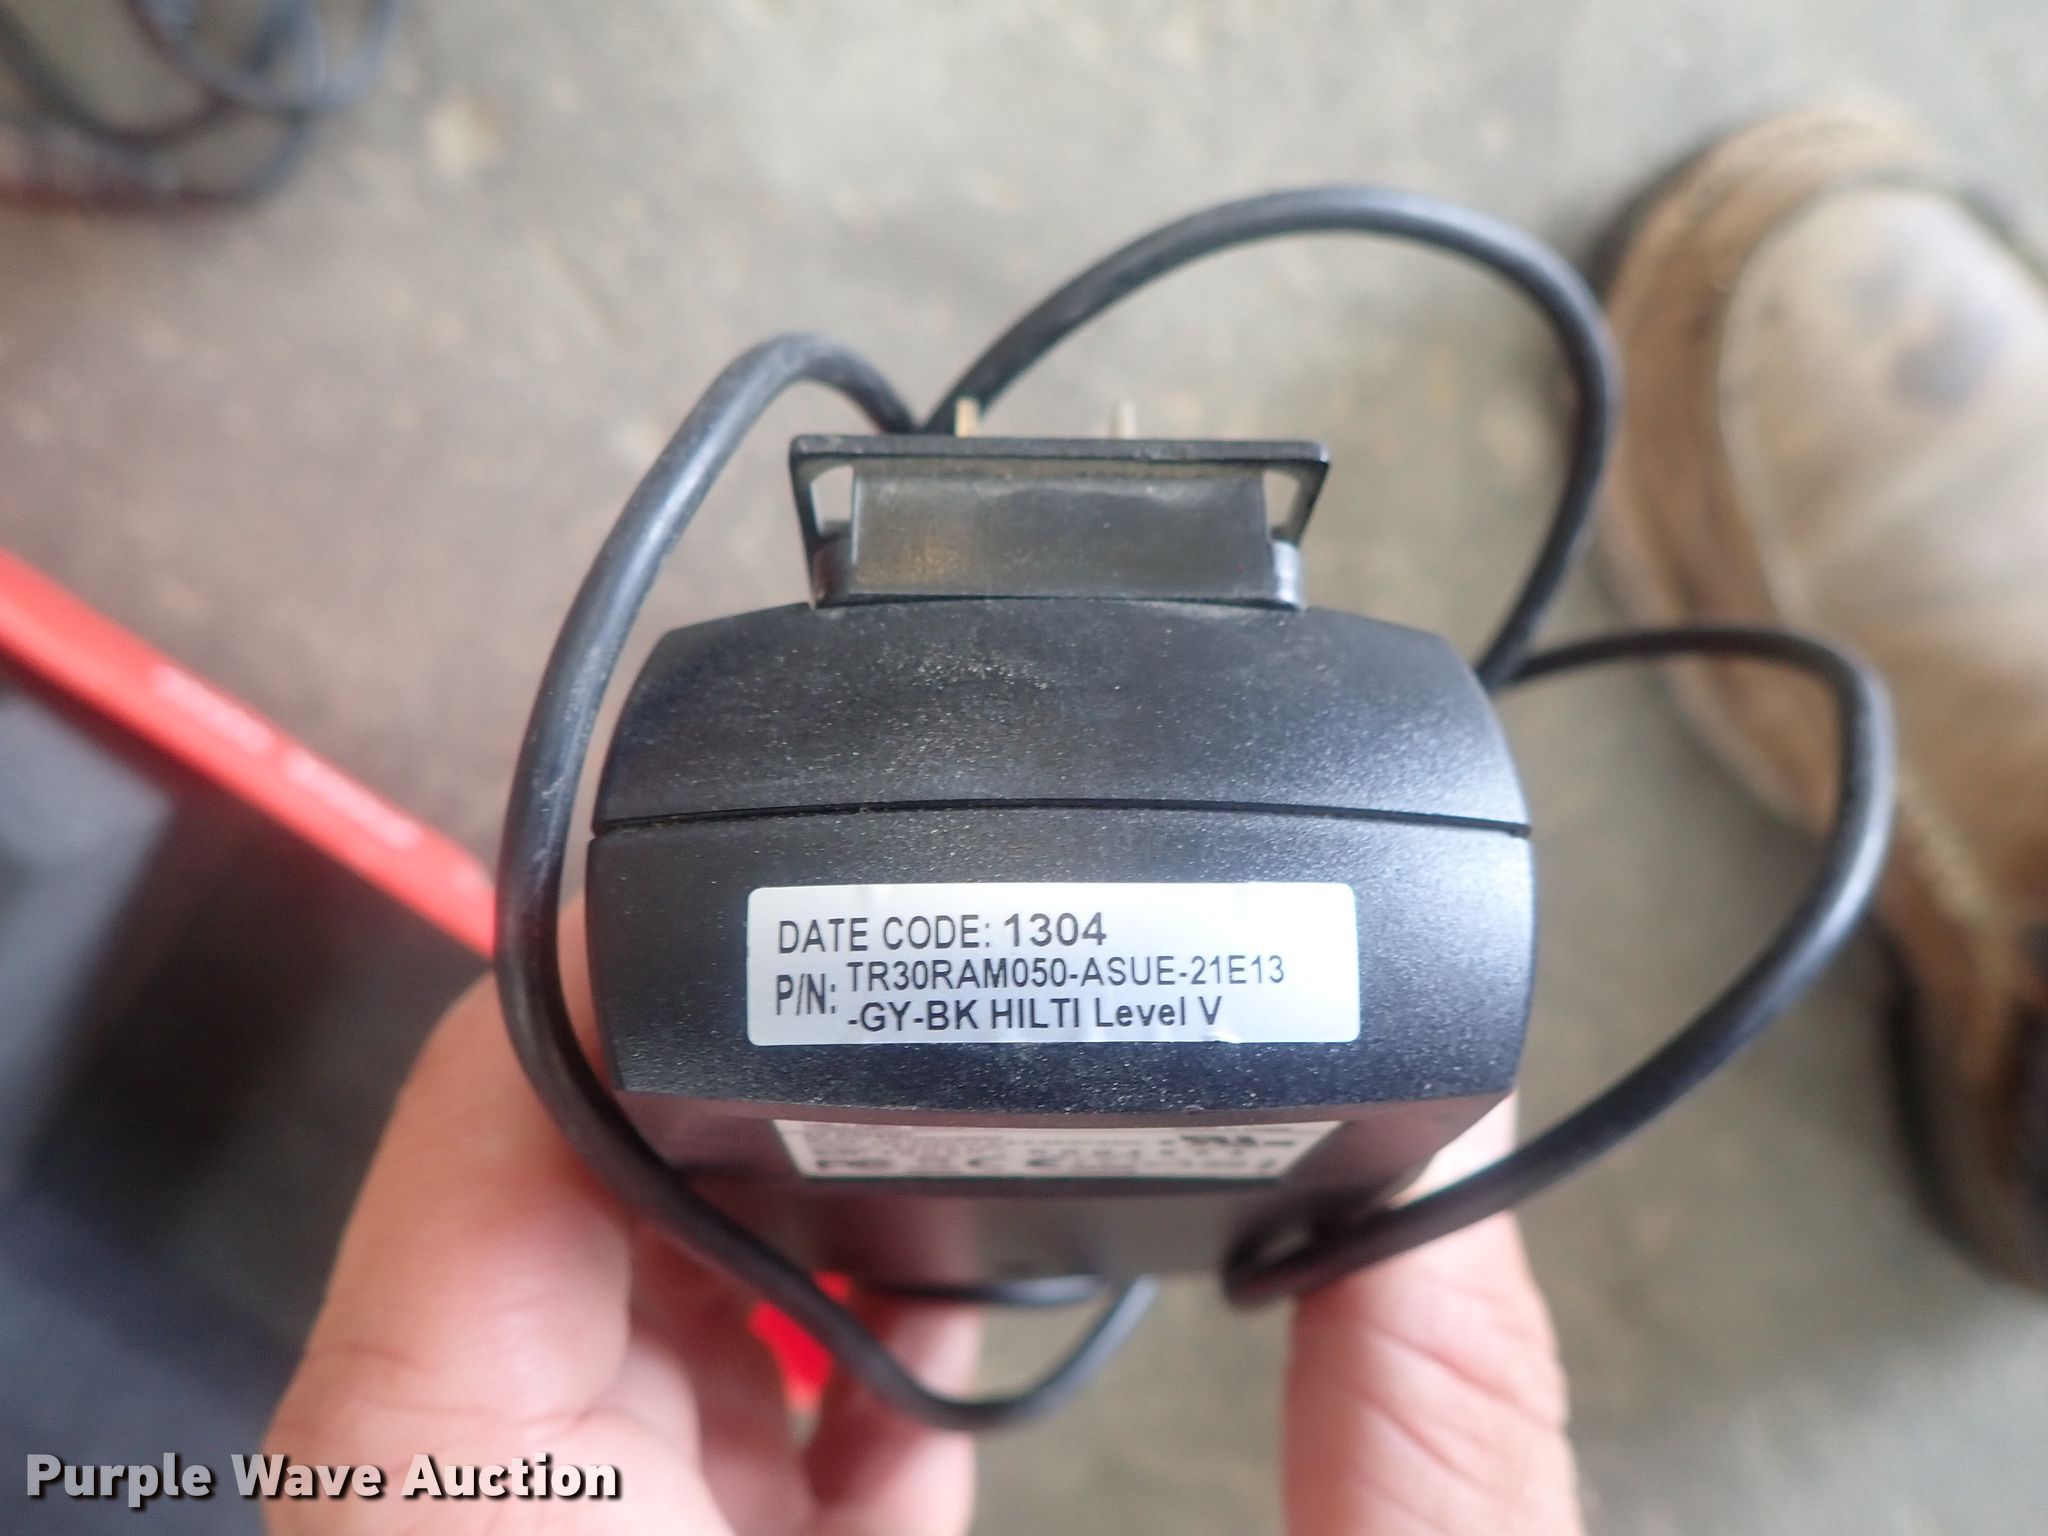 DATE CODE: 1304
P/N: TR30RAM050-ASUE-21E13
-GY-BK HILTI Level V
Purple Wave Auction